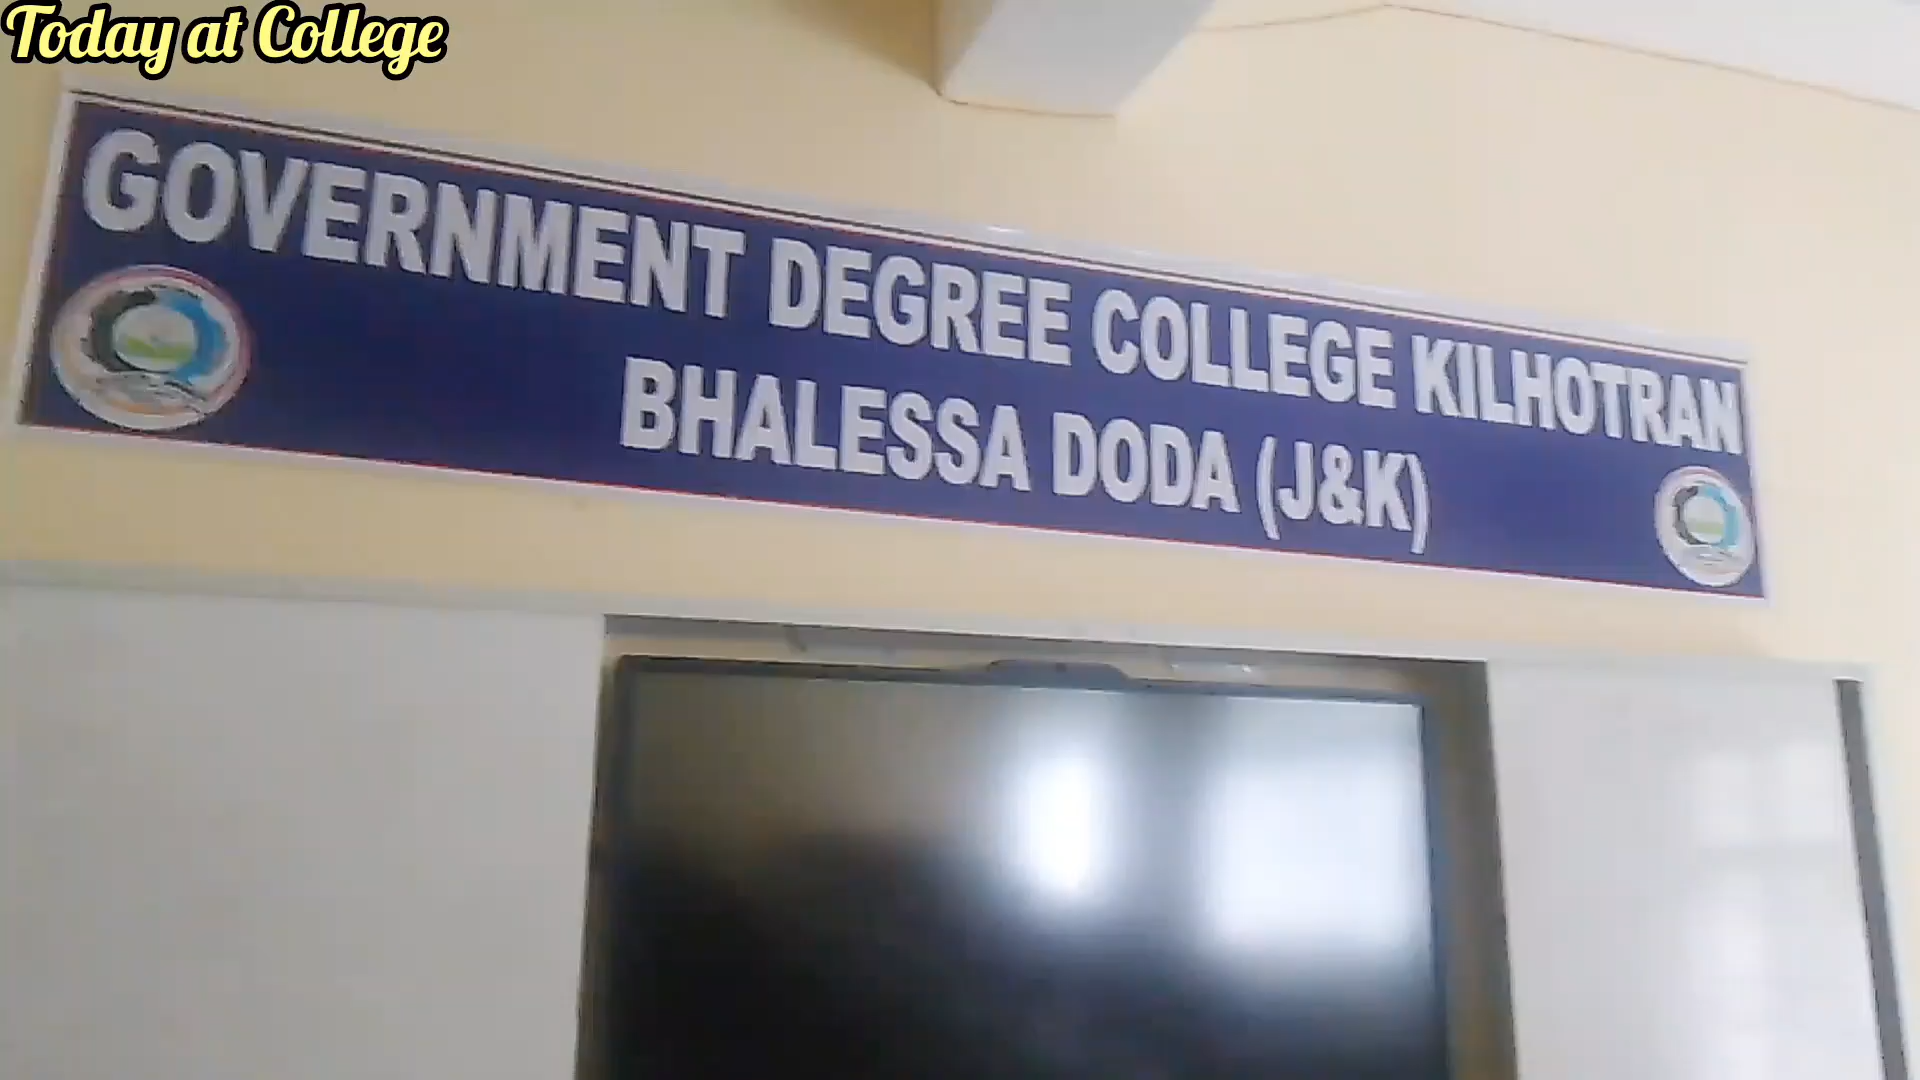 Today at College
GOVERNMENT DEGREE COLLEGE KILHOTRAN
BHALESSA DODA (J&K)